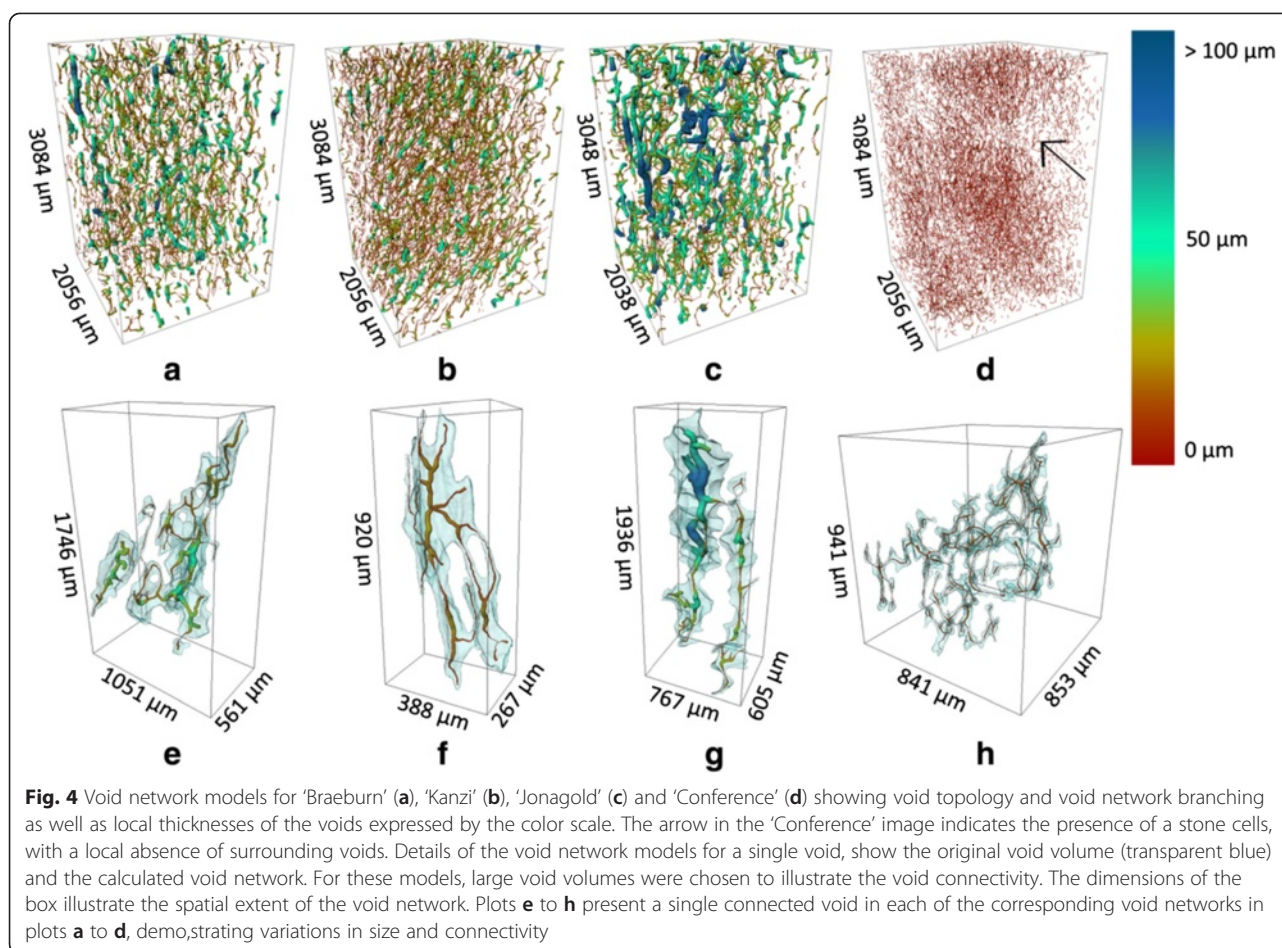 3084 µm
2056 µm
a
3084 µm
2056 µm
b
3048 µm
2038 µm
c
3084 µm
2056 µm
d
> 100 µm
50 µm
0 µm
1746 µm
1051 µm
561 µm
e
920 µm
388 µm
267 µm
f
1936 µm
767 µm
605 µm
g
941 µm
841 µm
853 µm
h
Fig. 4 Void network models for ‘Braeburn’ (a), ‘Kanzi’ (b), ‘Jonagold’ (c) and ‘Conference’ (d) showing void topology and void network branching
as well as local thicknesses of the voids expressed by the color scale. The arrow in the ‘Conference’ image indicates the presence of a stone cells,
with a local absence of surrounding voids. Details of the void network models for a single void, show the original void volume (transparent blue)
and the calculated void network. For these models, large void volumes were chosen to illustrate the void connectivity. The dimensions of the
box illustrate the spatial extent of the void network. Plots e to h present a single connected void in each of the corresponding void networks in
plots a to d, demo,strating variations in size and connectivity